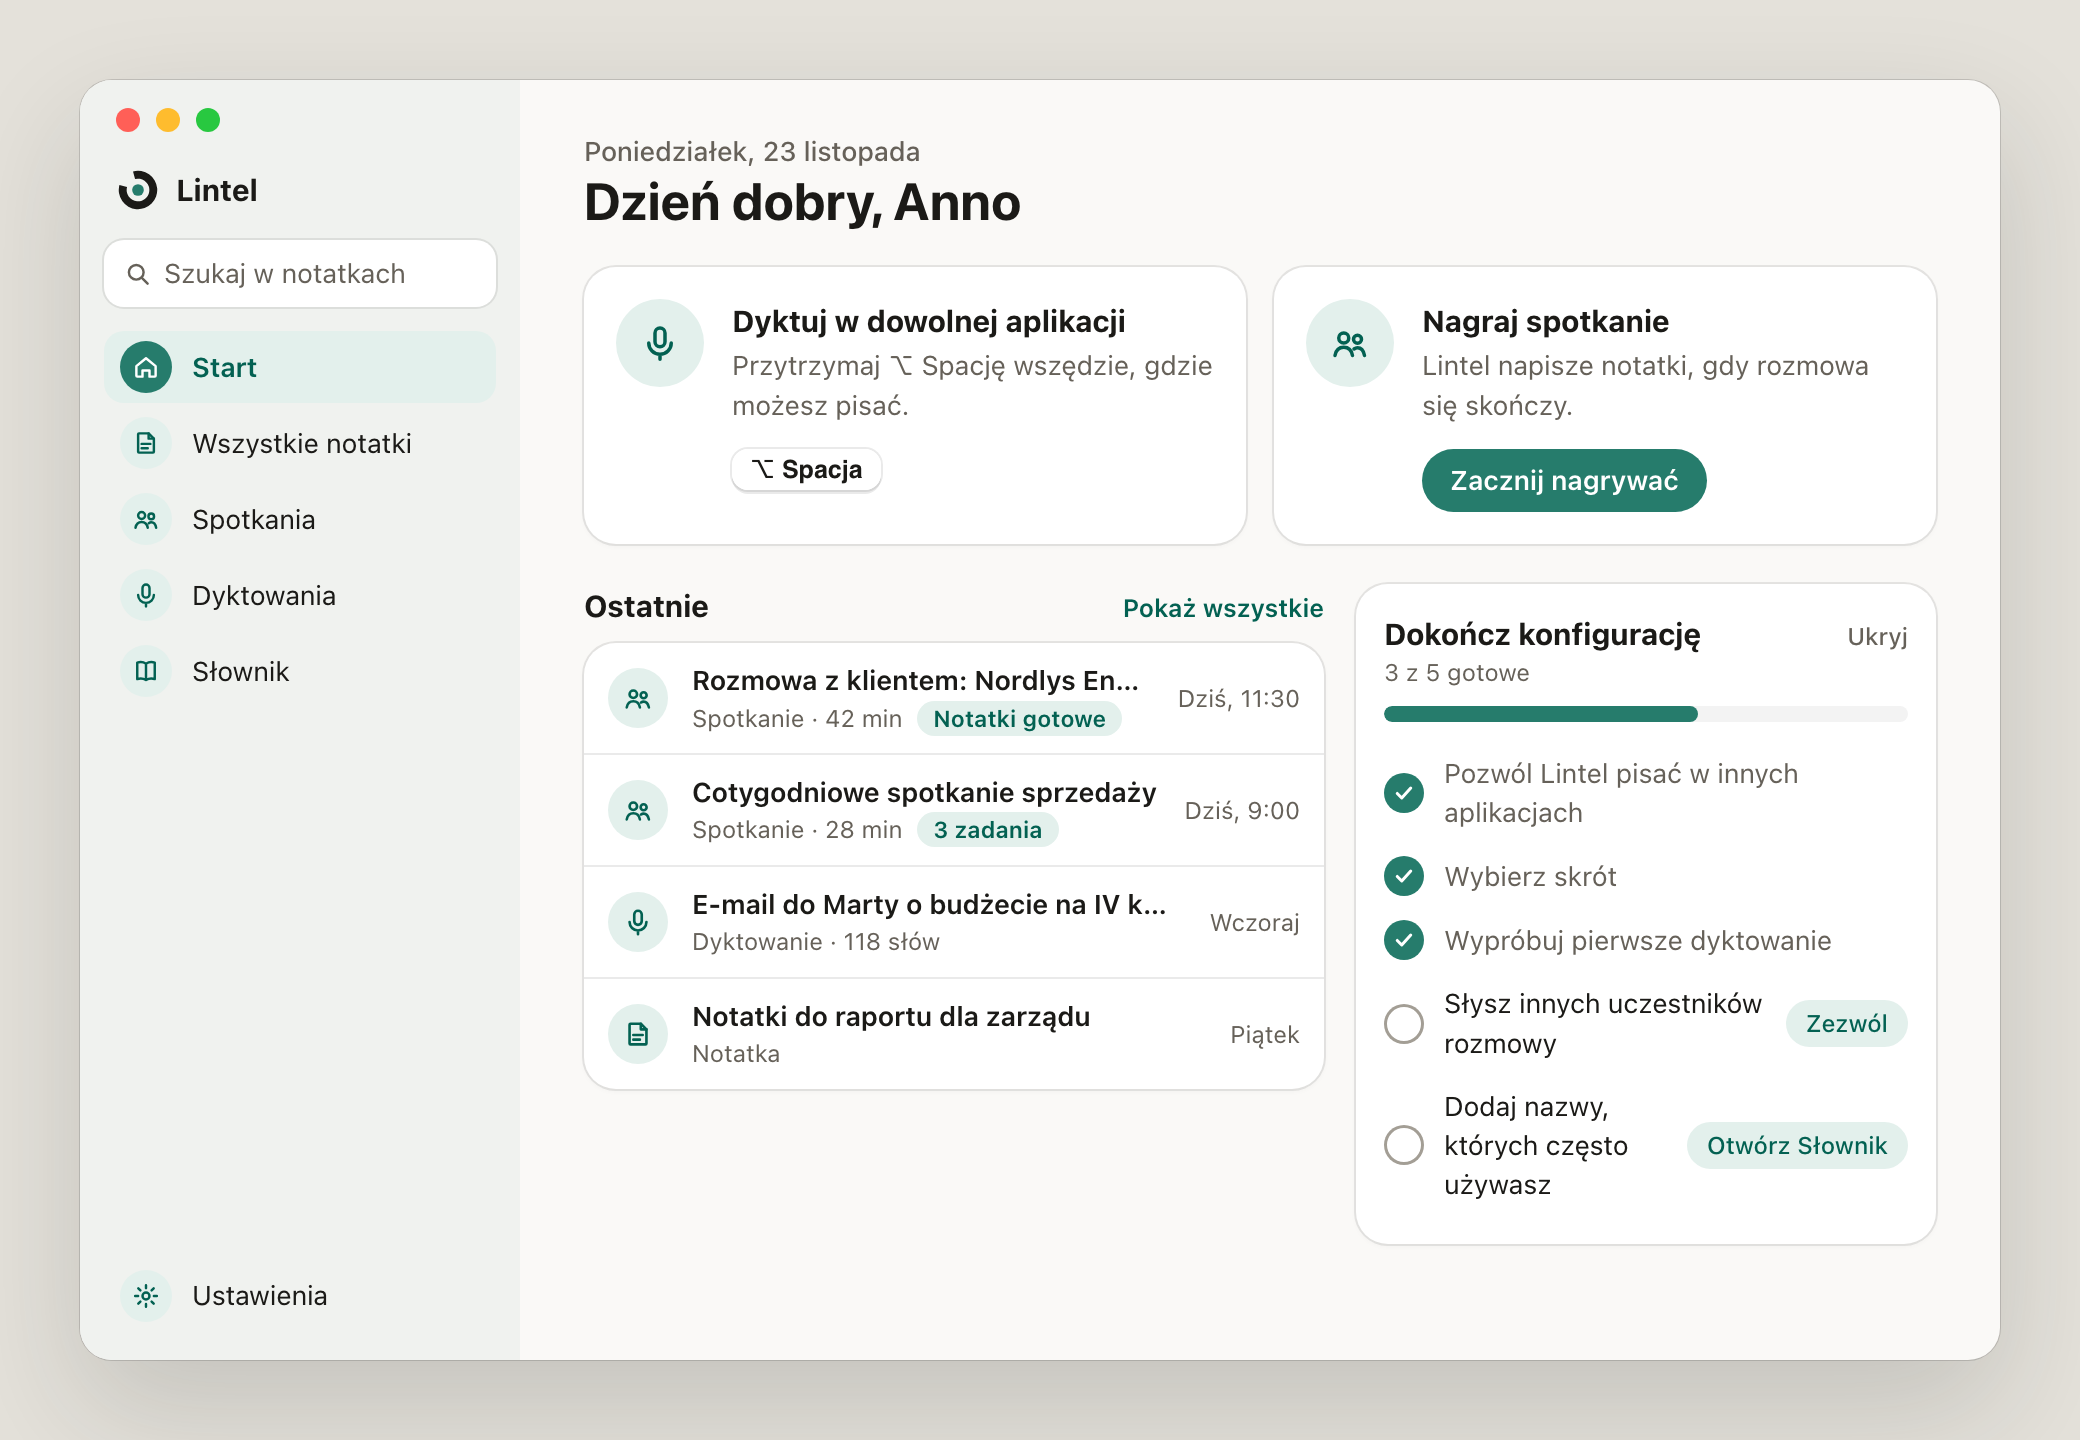 Lintel
Szukaj w notatkach
Start
Wszystkie notatki
Spotkania
Dyktowania
Słownik
Ustawienia
Poniedziałek, 23 listopada
Dzień dobry, Anno
Dyktuj w dowolnej aplikacji
Przytrzymaj ⌥ Spację wszędzie, gdzie
możesz pisać.
⌥ Spacja
Nagraj spotkanie
Lintel napisze notatki, gdy rozmowa
się skończy.
Zacznij nagrywać
Ostatnie
Pokaż wszystkie
Rozmowa z klientem: Nordlys En...
Spotkanie · 42 min
Notatki gotowe
Dziś, 11:30
Cotygodniowe spotkanie sprzedaży
Spotkanie · 28 min
3 zadania
Dziś, 9:00
E-mail do Marty o budżecie na IV k...
Dyktowanie · 118 słów
Wczoraj
Notatki do raportu dla zarządu
Notatka
Piątek
Dokończ konfigurację
Ukryj
3 z 5 gotowe
Pozwól Lintel pisać w innych
aplikacjach
Wybierz skrót
Wypróbuj pierwsze dyktowanie
Słysz innych uczestników
rozmowy
Zezwól
Dodaj nazwy,
których często
używasz
Otwórz Słownik